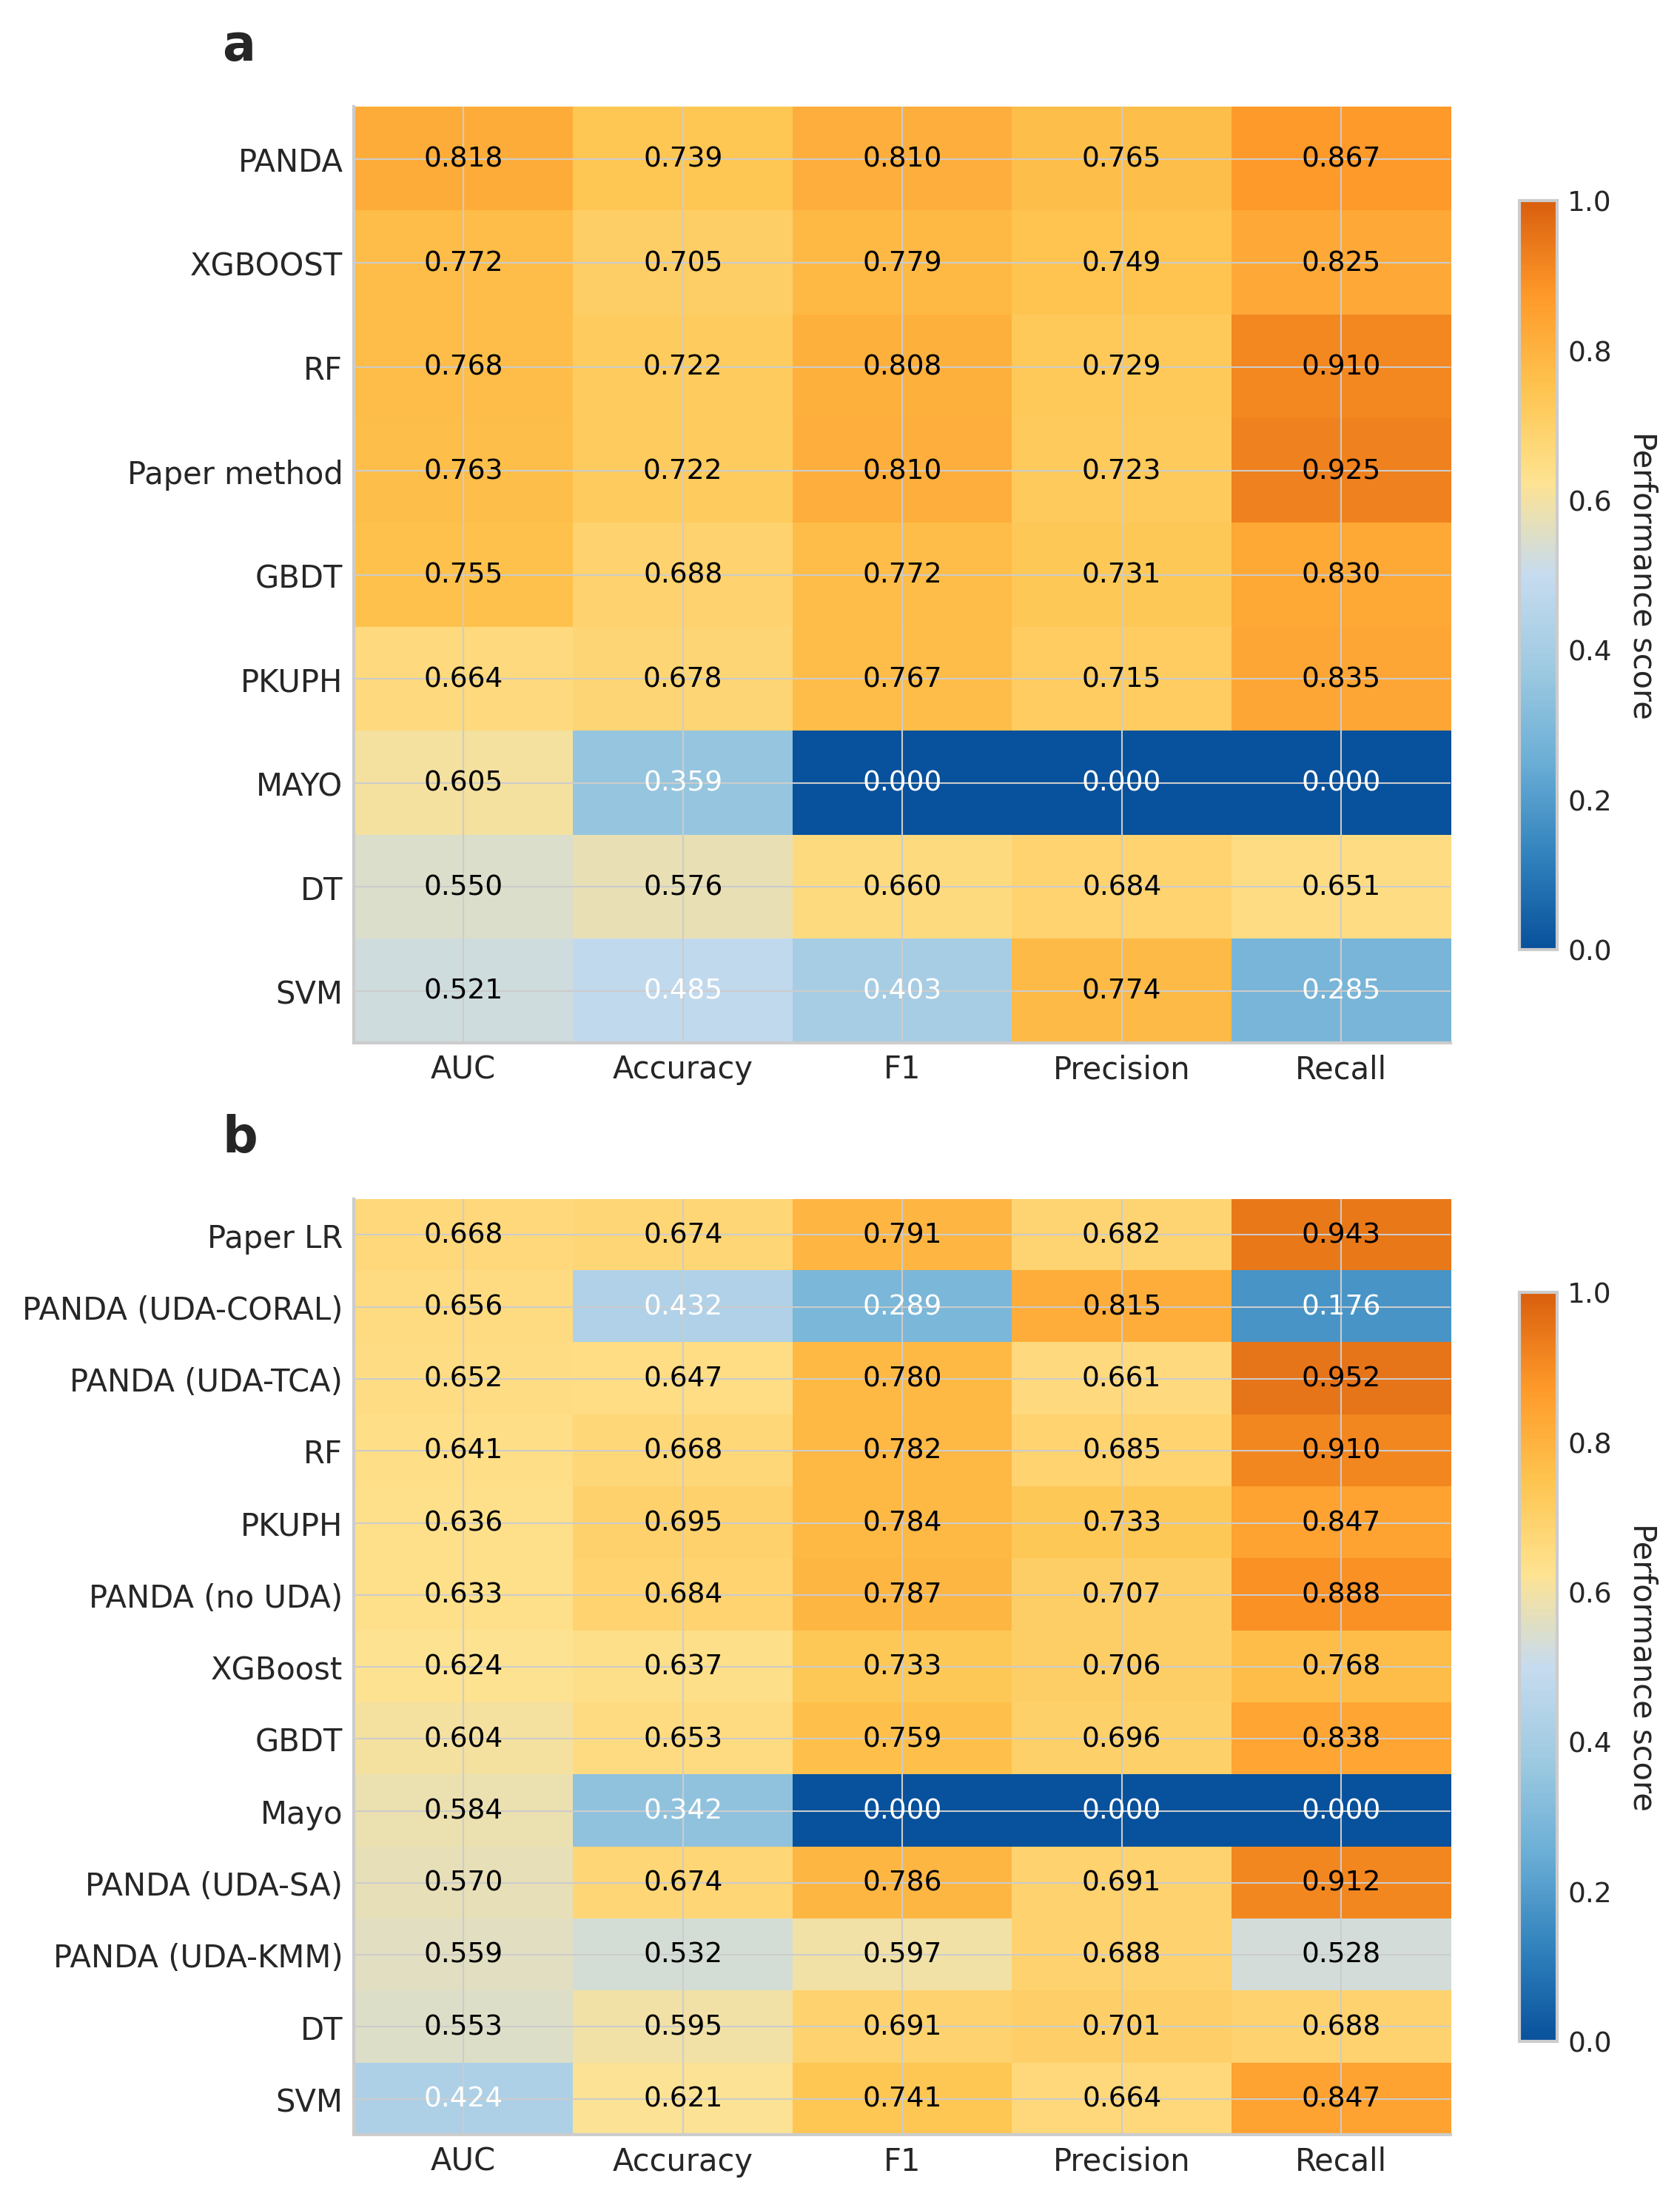 a
PANDA 0.818 0.739 0.810 0.765 0.867
XGBOOST 0.772 0.705 0.779 0.749 0.825
RF 0.768 0.722 0.808 0.729 0.910
Paper method 0.763 0.722 0.810 0.723 0.925
GBDT 0.755 0.688 0.772 0.731 0.830
PKUPH 0.664 0.678 0.767 0.715 0.835
MAYO 0.605 0.359 0.000 0.000 0.000
DT 0.550 0.576 0.660 0.684 0.651
SVM 0.521 0.485 0.403 0.774 0.285
AUC Accuracy F1 Precision Recall
1.0
0.8
0.6
0.4
0.2
0.0
Performance score
b
Paper LR 0.668 0.674 0.791 0.682 0.943
PANDA (UDA-CORAL) 0.656 0.432 0.289 0.815 0.176
PANDA (UDA-TCA) 0.652 0.647 0.780 0.661 0.952
RF 0.641 0.668 0.782 0.685 0.910
PKUPH 0.636 0.695 0.784 0.733 0.847
PANDA (no UDA) 0.633 0.684 0.787 0.707 0.888
XGBoost 0.624 0.637 0.733 0.706 0.768
GBDT 0.604 0.653 0.759 0.696 0.838
Mayo 0.584 0.342 0.000 0.000 0.000
PANDA (UDA-SA) 0.570 0.674 0.786 0.691 0.912
PANDA (UDA-KMM) 0.559 0.532 0.597 0.688 0.528
DT 0.553 0.595 0.691 0.701 0.688
SVM 0.424 0.621 0.741 0.664 0.847
AUC Accuracy F1 Precision Recall
1.0
0.8
0.6
0.4
0.2
0.0
Performance score